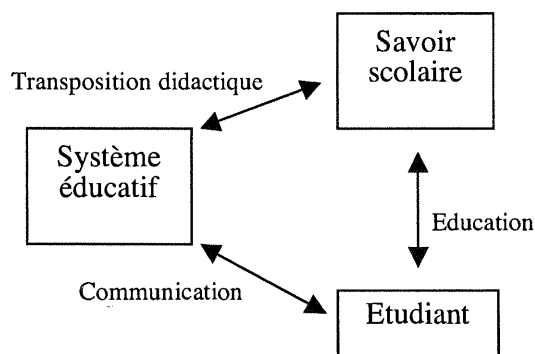 Savoir
scolaire
Transposition didactique
Système
éducatif
Education
Communication
Etudiant